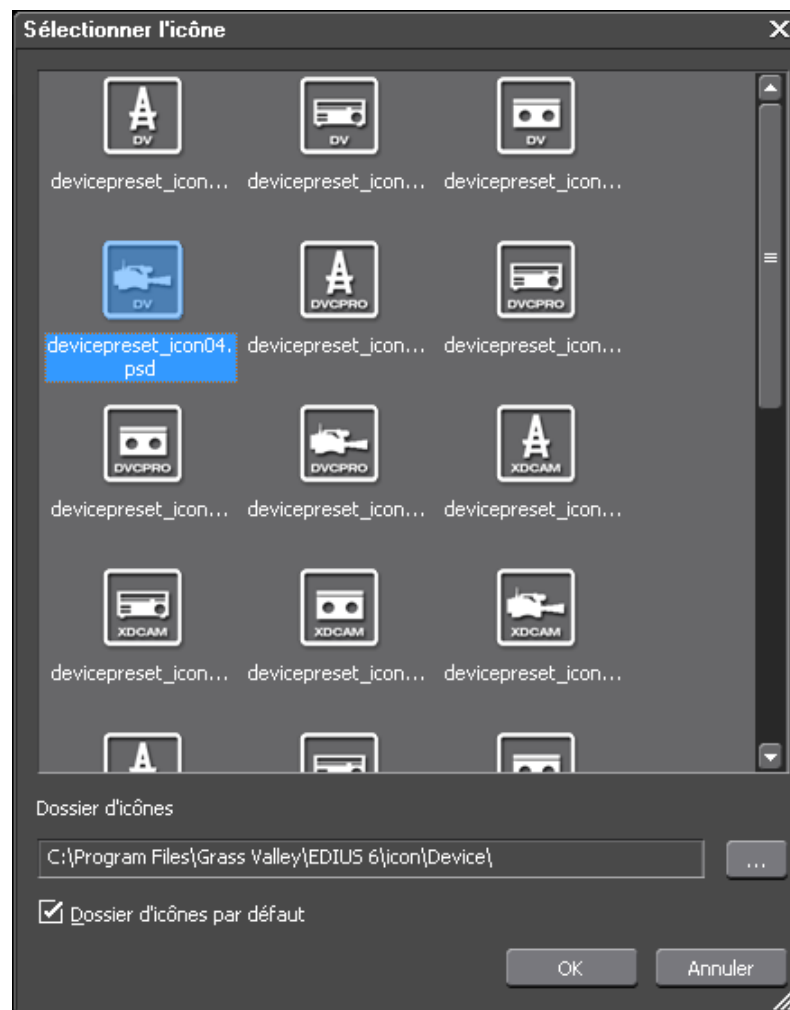 Sélectionner l'icône
DV DV DV
devicepreset_icon... devicepreset_icon... devicepreset_icon...
DV DVCPRO DVCPRO
devicepreset_icon04. devicepreset_icon... devicepreset_icon...
psd
DVCPRO DVCPRO XDCAM
devicepreset_icon... devicepreset_icon... devicepreset_icon...
XDCAM XDCAM XDCAM
devicepreset_icon... devicepreset_icon... devicepreset_icon...
Dossier d'icônes
C:\Program Files\Grass Valley\EDIUS 6\icon\Device\ ...
Dossier d'icônes par défaut
OK Annuler